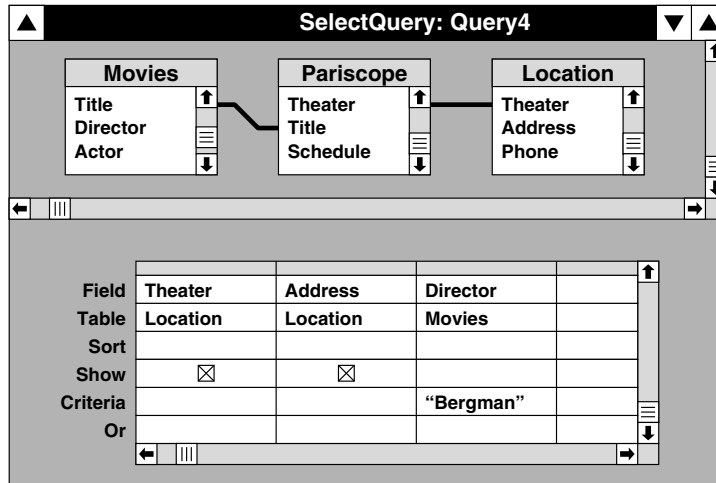 SelectQuery: Query4
Movies Pariscope Location
Title Theater Theater
Director Title Address
Actor Schedule Phone
Field Theater Address Director
Table Location Location Movies
Sort
Show
Criteria “Bergman”
Or